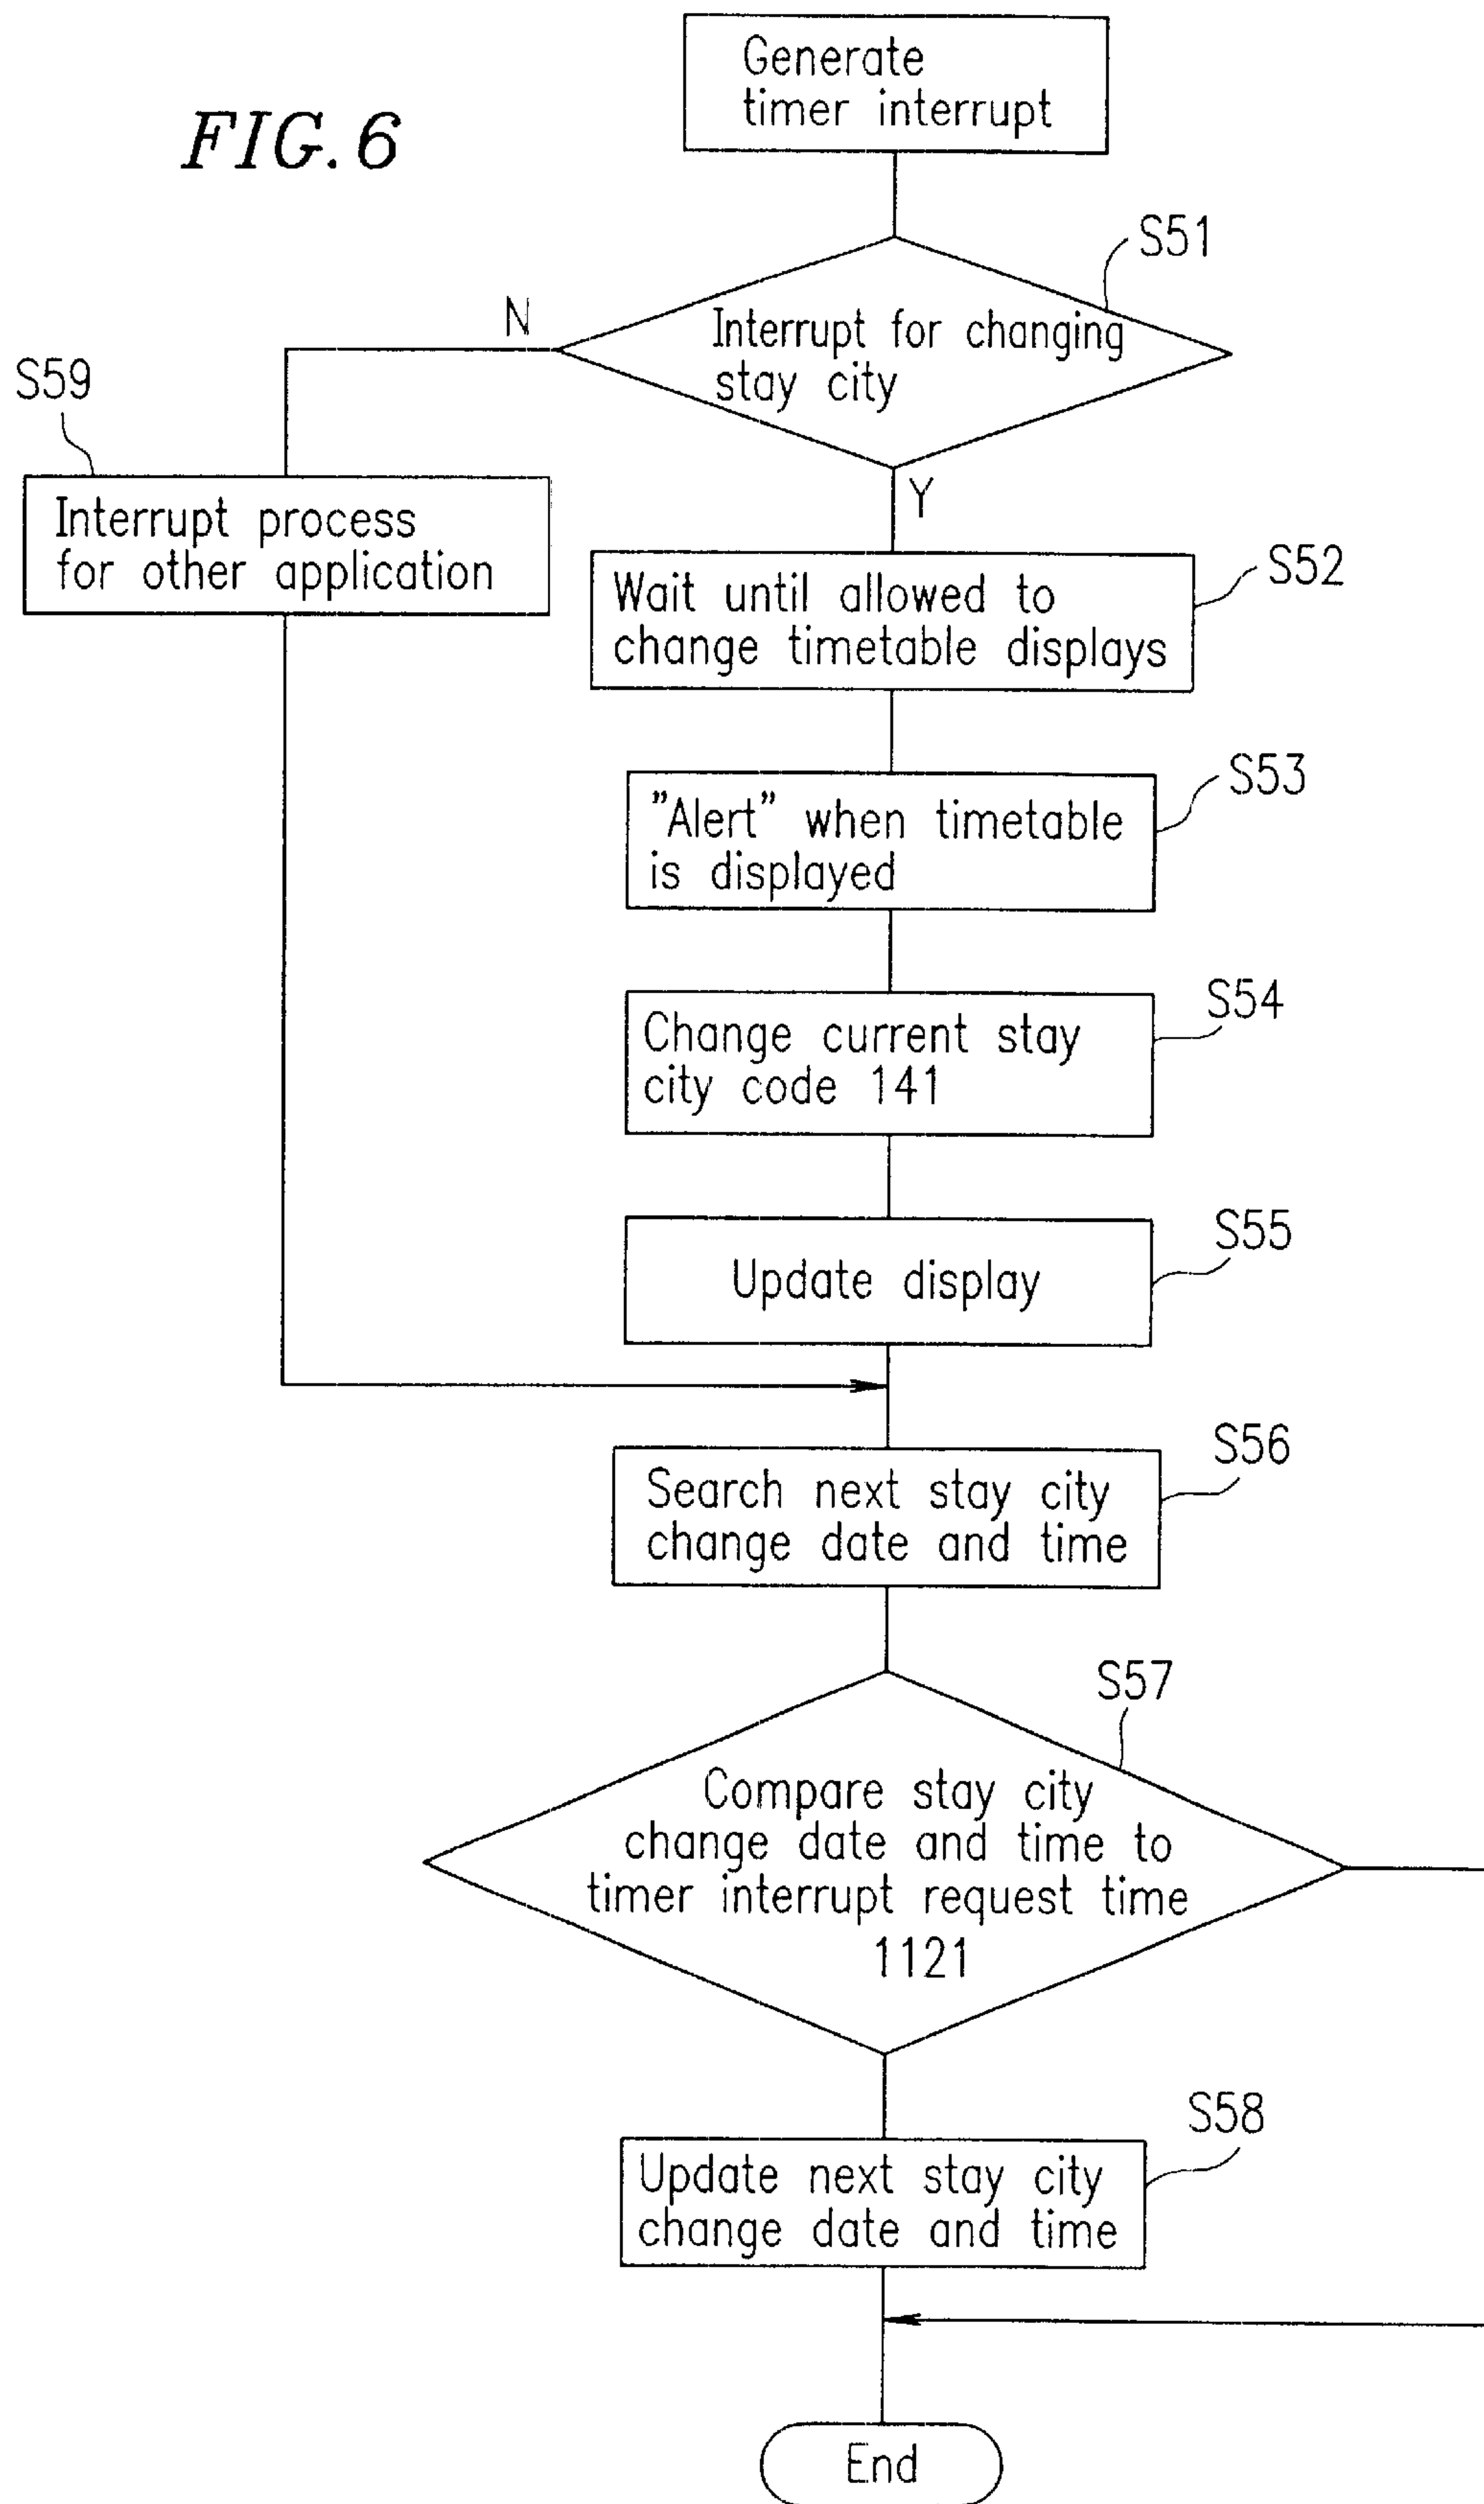 FIG. 6
Generate
timer interrupt
S51
Interrupt for changing
stay city
N
Y
S59
Interrupt process
for other application
S52
Wait until allowed to
change timetable displays
S53
"Alert" when timetable
is displayed
S54
Change current stay
city code 141
S55
Update display
S56
Search next stay city
change date and time
S57
Compare stay city
change date and time to
timer interrupt request time
1121
S58
Update next stay city
change date and time
End